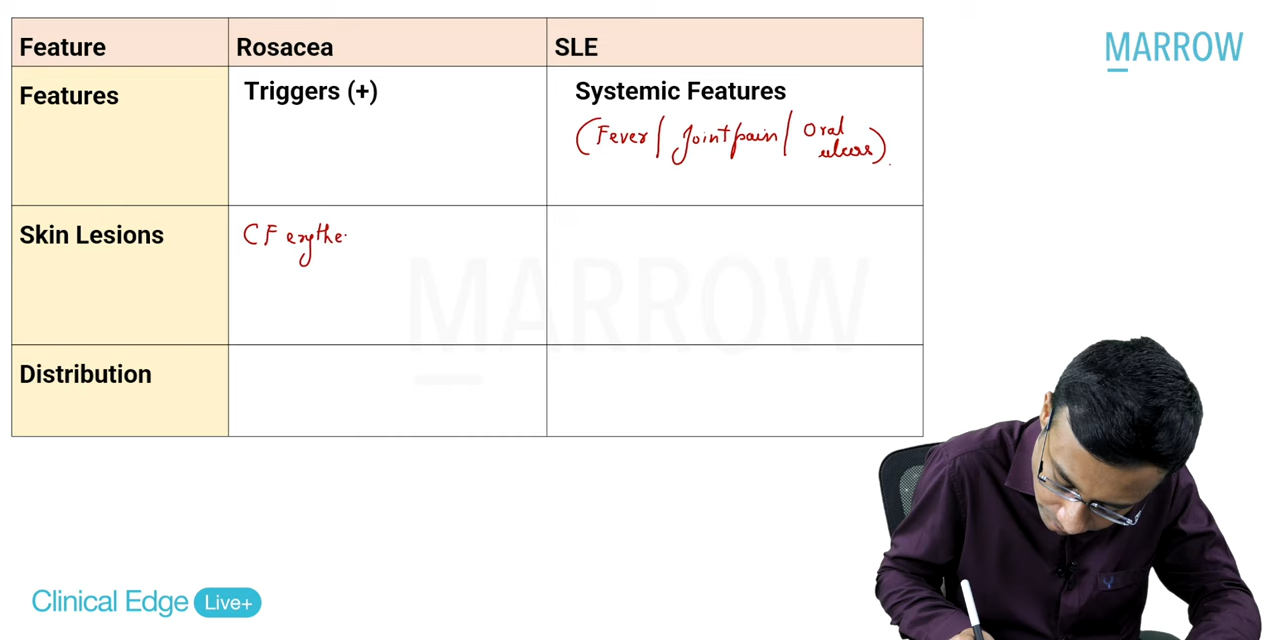 Feature Rosacea SLE
MARROW
Features Triggers (+) Systemic Features
(Fever / Joint pain / Oral
ulcers)
Skin Lesions CF erythe
MARROW
Distribution
Clinical Edge Live+